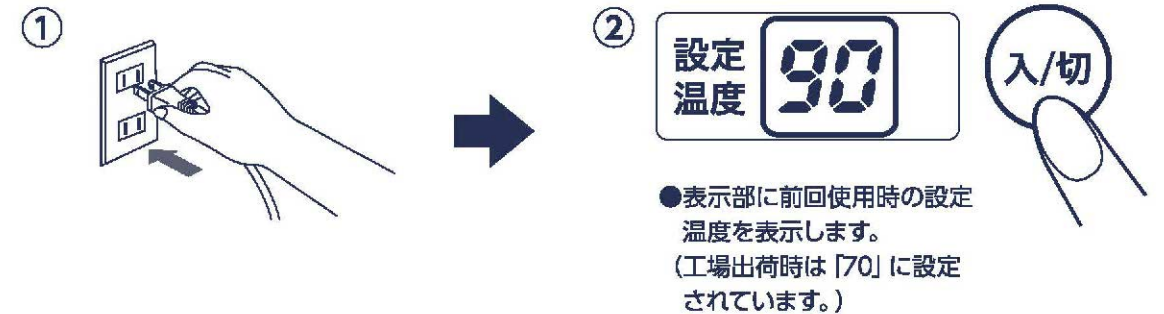 ①
②
設定
温度
90
入/切
●表示部に前回使用時の設定
温度を表示します。
（工場出荷時は「70」に設定
されています。）